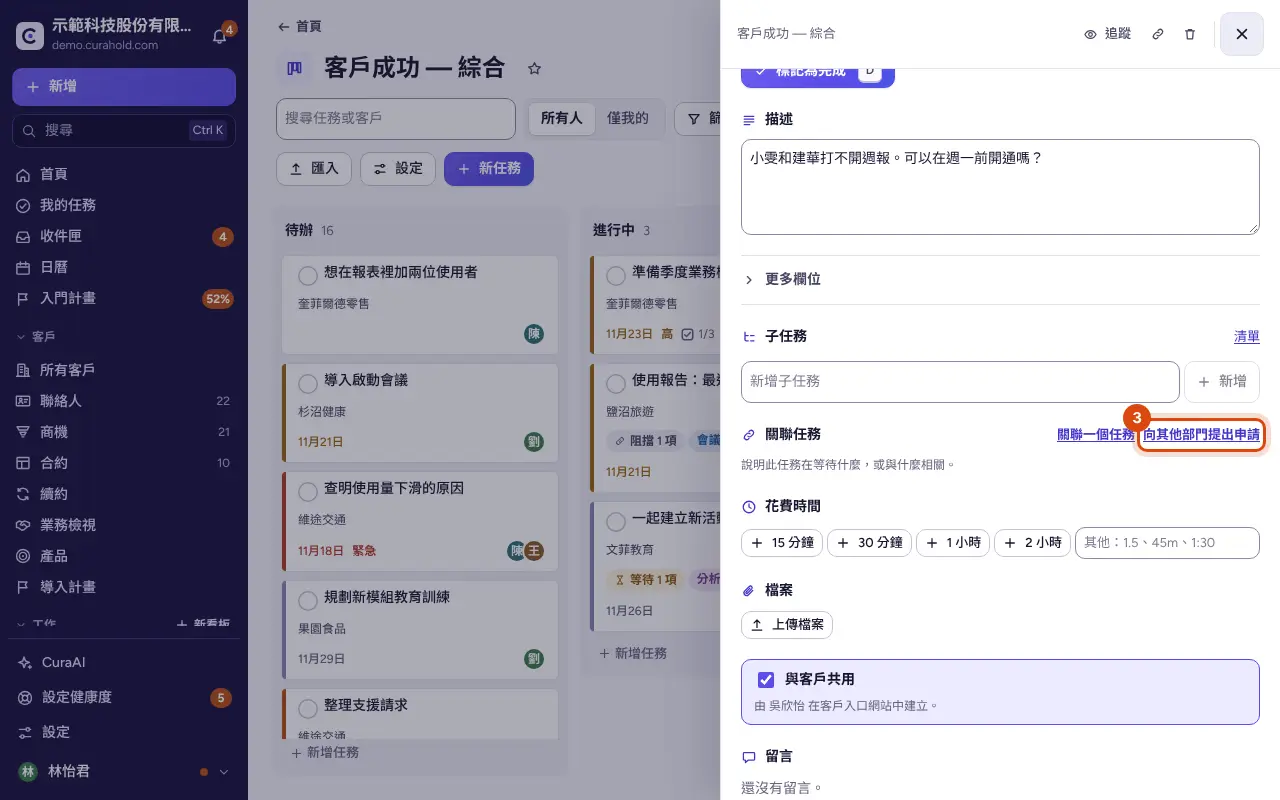 示範科技股份有限...
demo.curahold.com
4
新增
搜尋 Ctrl K
首頁
我的任務
收件匣 4
日曆
入門計畫 52%
客戶
所有客戶
聯絡人 22
商機 21
合約 10
續約
業務檢視
產品
導入計畫
工作 新看板
CuraAI
設定健康度 5
設定
林 林怡君
首頁
客戶成功 — 綜合
搜尋任務或客戶 所有人 僅我的 篩
匯入 設定 新任務
待辦 16
想在報表裡加兩位使用者
奎菲爾德零售
陳
導入啟動會議
杉沼健康
11月21日 劉
查明使用量下滑的原因
維途交通
11月18日 緊急 陳 王
規劃新模組教育訓練
果園食品
11月29日 劉
整理支援請求
維途交通
新增任務
進行中 3
準備季度業務檢
奎菲爾德零售
11月23日 高 1/3
使用報告：最近
鹽沼旅遊
阻擋 1 項 會議
11月21日
一起建立新活動
文菲教育
等待 1 項 分析
11月26日
新增任務
客戶成功 — 綜合 追蹤
標記為完成 D
描述
小雯和建華打不開週報。可以在週一前開通嗎？
更多欄位
子任務 清單
新增子任務 新增
3
關聯任務 關聯一個任務 向其他部門提出申請
說明此任務在等待什麼，或與什麼相關。
花費時間
15 分鐘 30 分鐘 1 小時 2 小時 其他：1.5、45m、1:30
檔案
上傳檔案
與客戶共用
由 吳欣怡 在客戶入口網站中建立。
留言
還沒有留言。